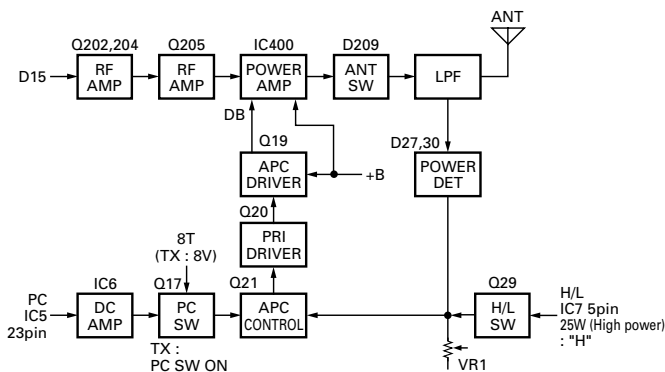 ANT
Q202,204
Q205
IC400
D209
D15
RF
AMP
RF
AMP
POWER
AMP
ANT
SW
LPF
DB
Q19
D27,30
APC
DRIVER
+B
POWER
DET
Q20
8T
(TX : 8V)
PRI
DRIVER
IC6
Q17
Q21
Q29
PC
IC5
23pin
DC
AMP
PC
SW
APC
CONTROL
H/L
SW
H/L
IC7 5pin
25W (High power)
: "H"
TX :
PC SW ON
VR1